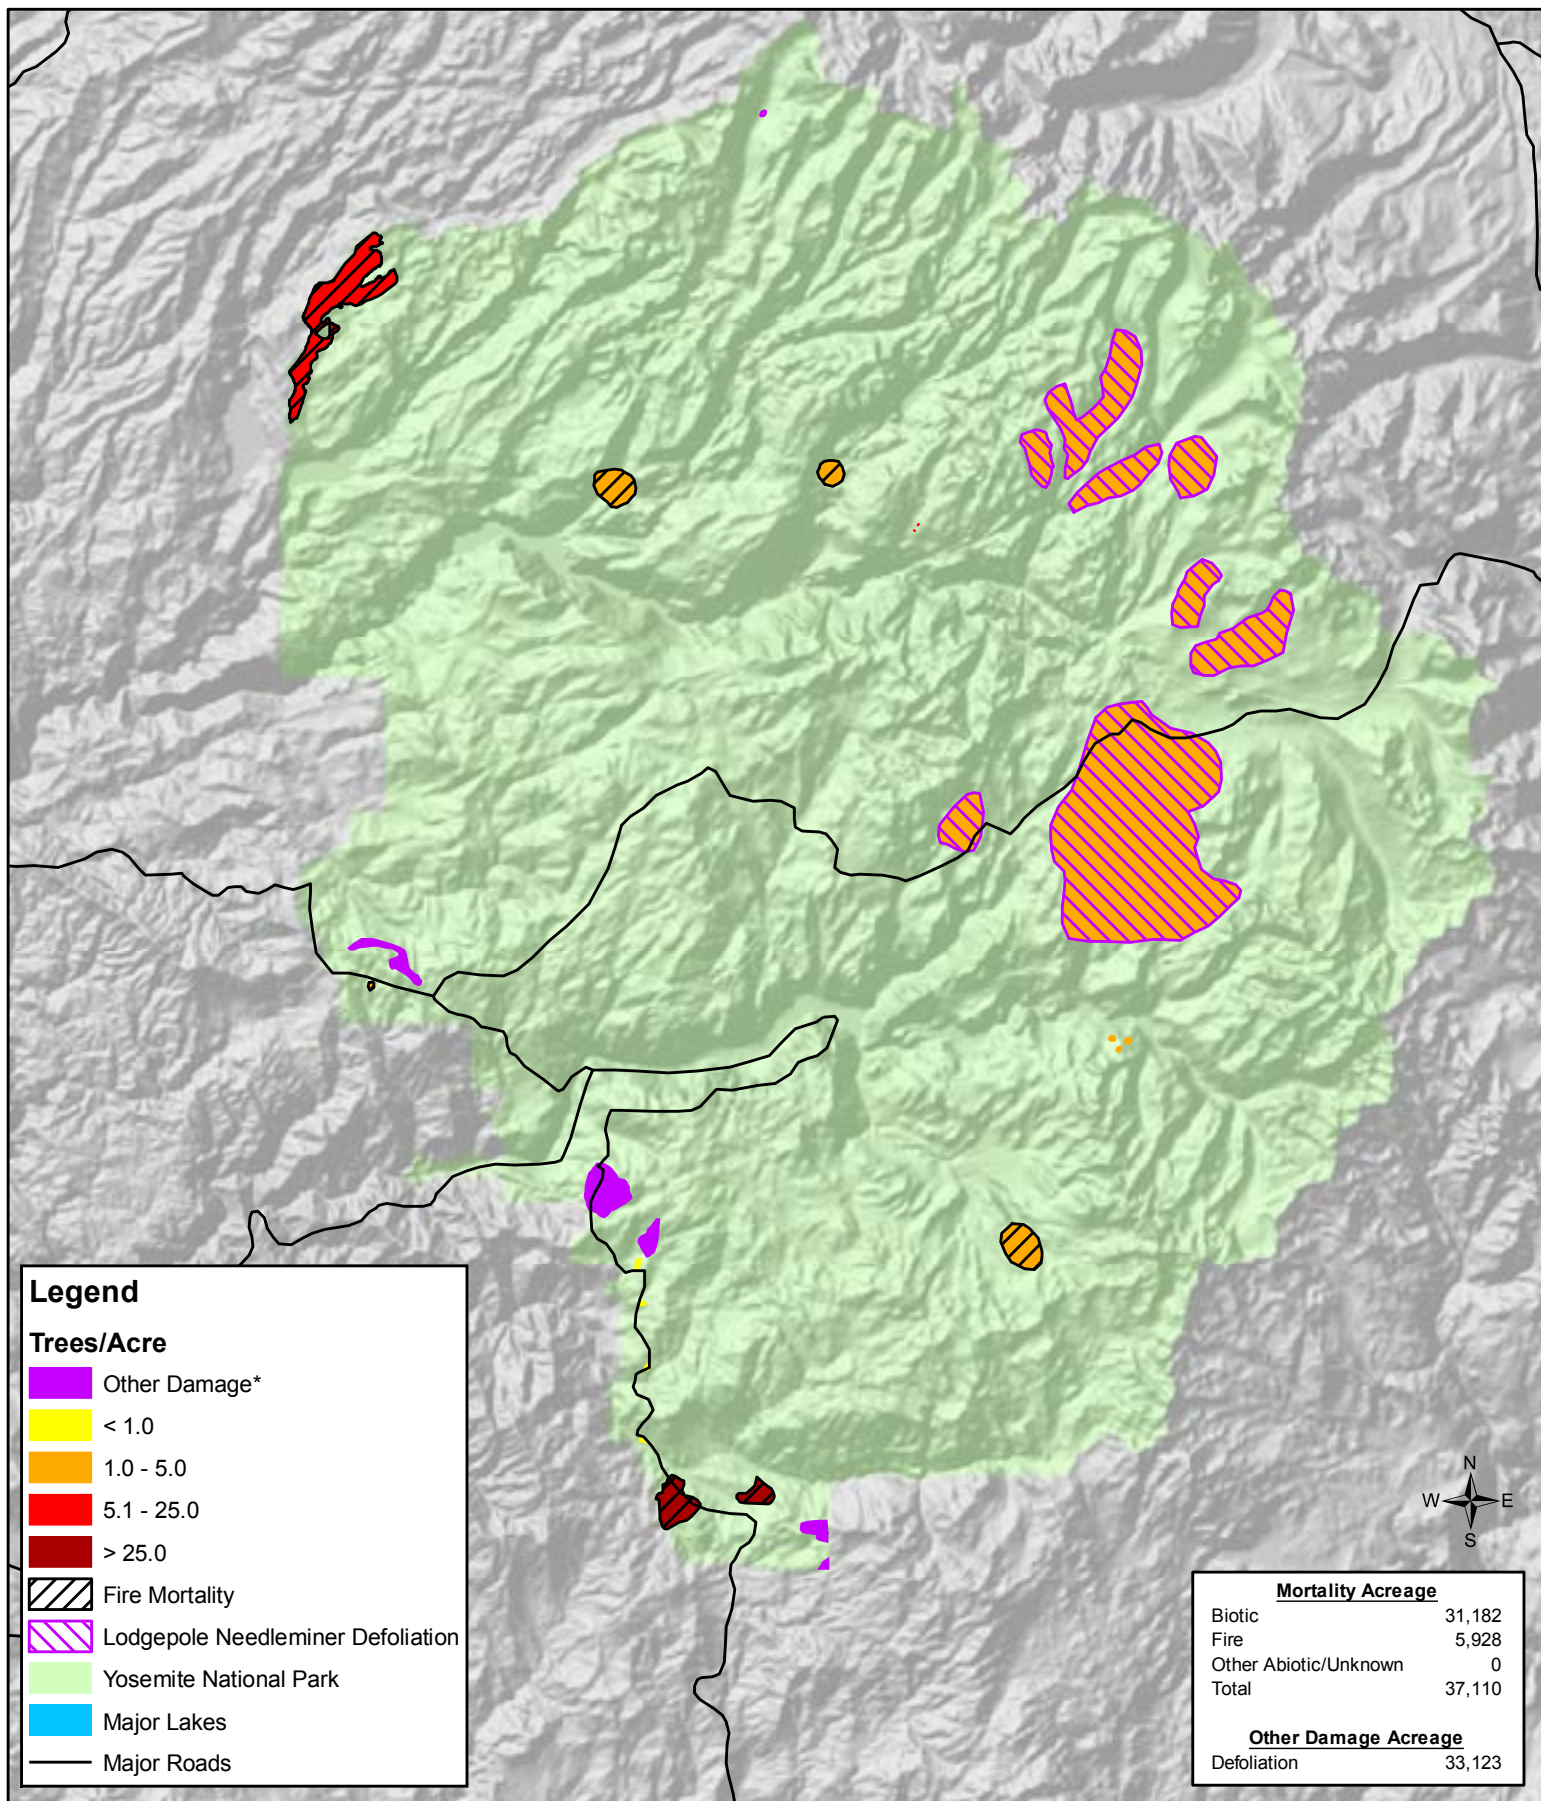 Legend
Trees/Acre
Other Damage*
< 1.0
1.0 - 5.0
5.1 - 25.0
> 25.0
Fire Mortality
Lodgepole Needleminer Defoliation
Yosemite National Park
Major Lakes
Major Roads
N
W E
S
Mortality Acreage
Biotic 31,182
Fire 5,928
Other Abiotic/Unknown 0
Total 37,110
Other Damage Acreage
Defoliation 33,123